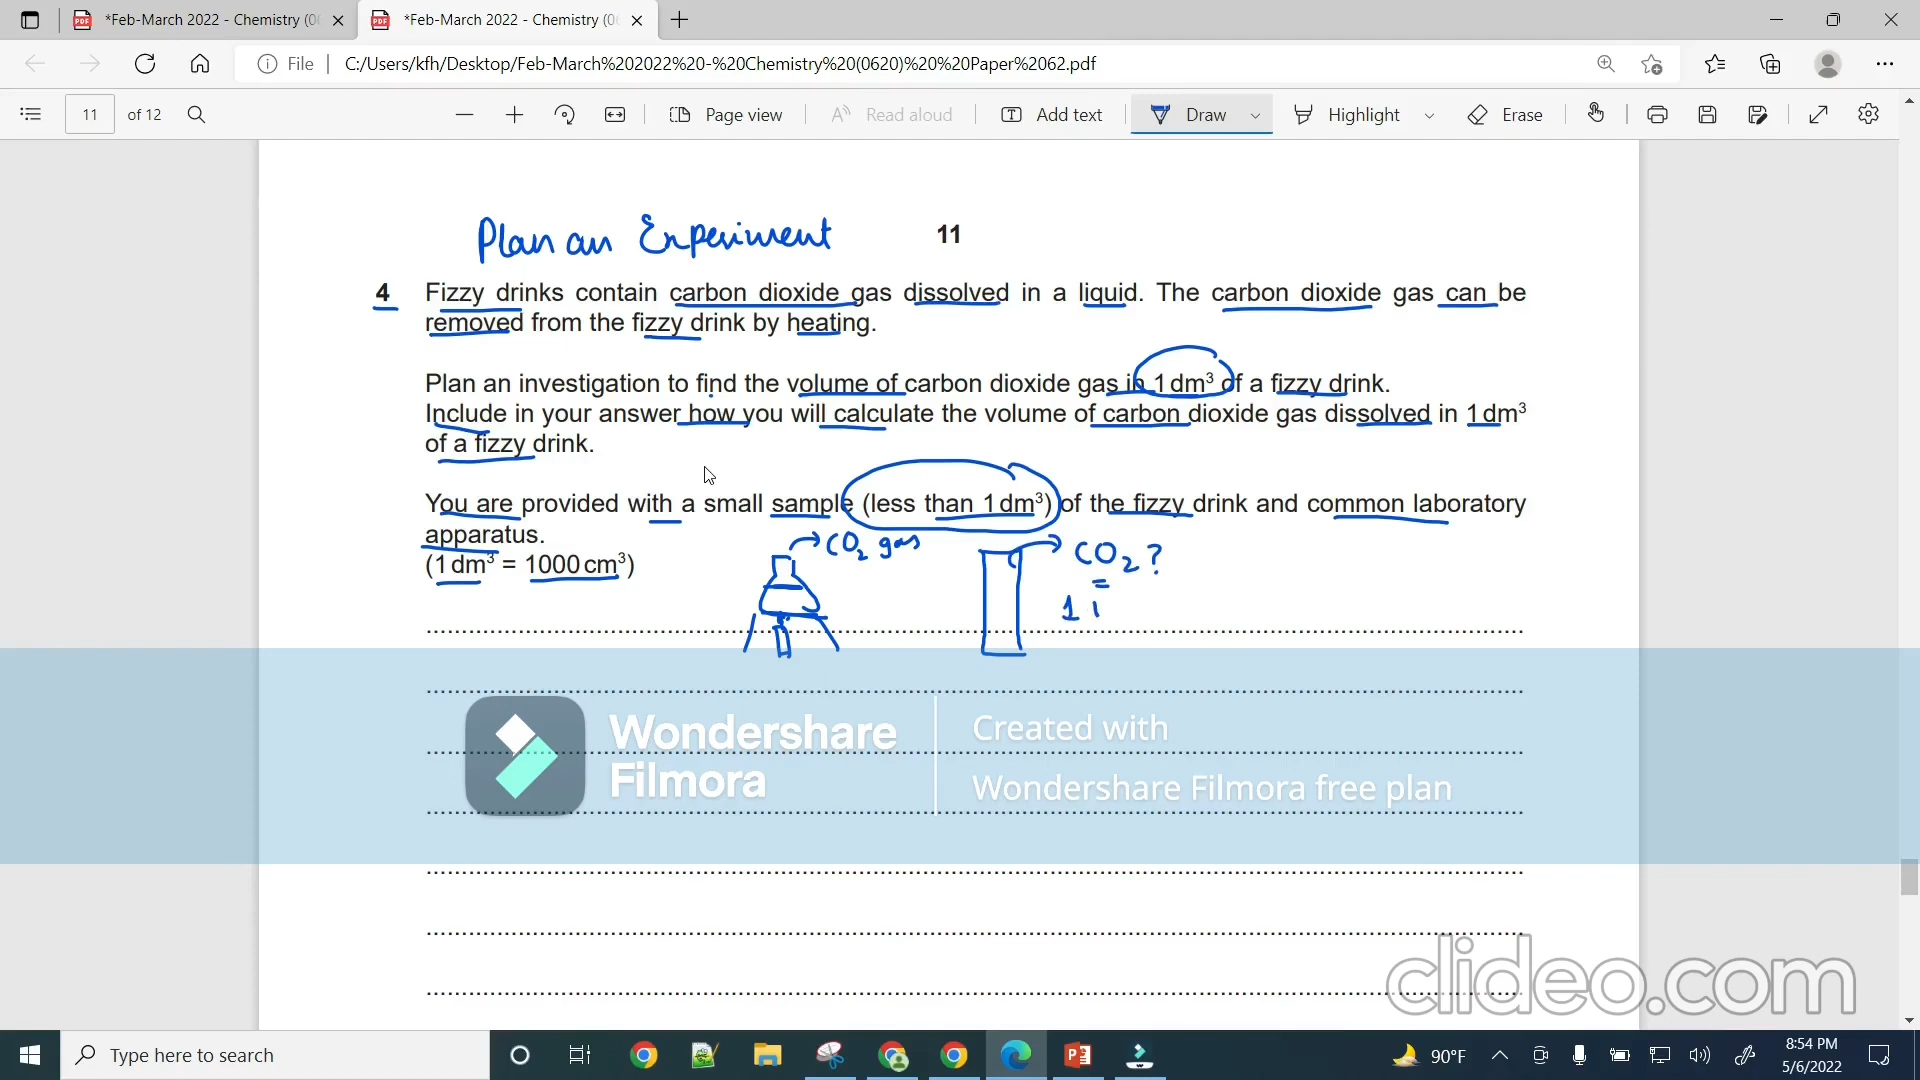 *Feb-March 2022 - Chemistry (0
*Feb-March 2022 - Chemistry (06
File
C:/Users/kfh/Desktop/Feb-March%202022%20-%20Chemistry%20(0620)%20%20Paper%2062.pdf
11 of 12
Page view
Read aloud
Add text
Draw
Highlight
Erase
Plan an Experiment
11
4 Fizzy drinks contain carbon dioxide gas dissolved in a liquid. The carbon dioxide gas can be
removed from the fizzy drink by heating.
Plan an investigation to find the volume of carbon dioxide gas in 1 dm³ of a fizzy drink.
Include in your answer how you will calculate the volume of carbon dioxide gas dissolved in 1 dm³
of a fizzy drink.
You are provided with a small sample (less than 1 dm³) of the fizzy drink and common laboratory
apparatus.
(1 dm³ = 1000 cm³)
CO₂ gas
CO₂ ?
1
Wondershare
Filmora
Created with
Wondershare Filmora free plan
clideo.com
Type here to search
90°F
8:54 PM
5/6/2022